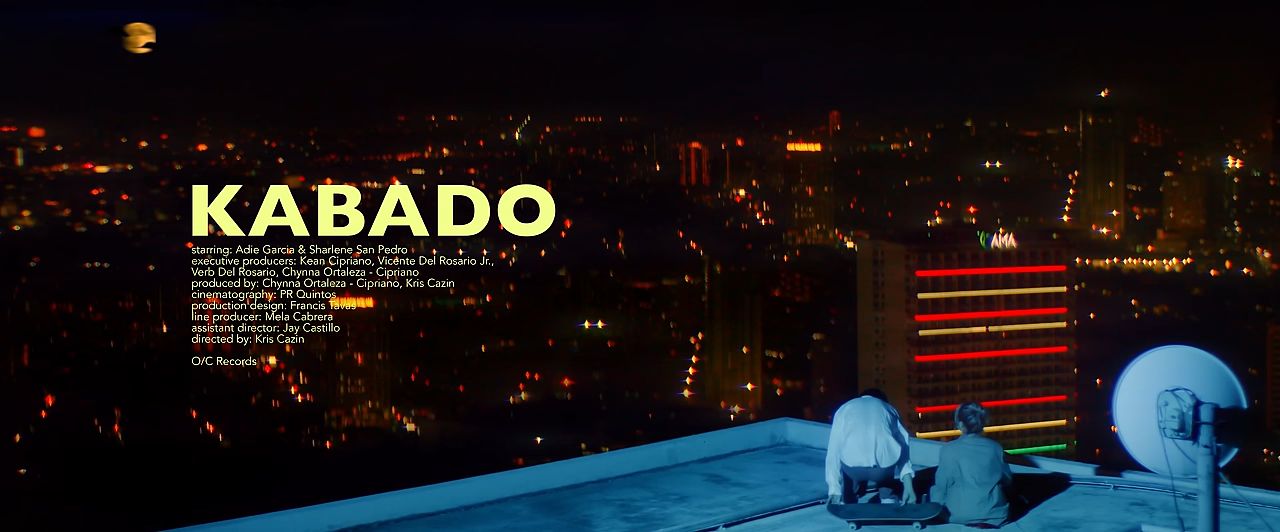 KABADO
starring: Adie Garcia & Sharlene San Pedro
executive producers: Kean Cipriano, Vicente Del Rosario Jr.,
Verb Del Rosario, Chynna Ortaleza - Cipriano
produced by: Chynna Ortaleza - Cipriano, Kris Cazin
cinematography: PR Quintos
production design: Francis Tavas
line producer: Mela Cabrera
assistant director: Jay Castillo
directed by: Kris Cazin
O/C Records
AMA